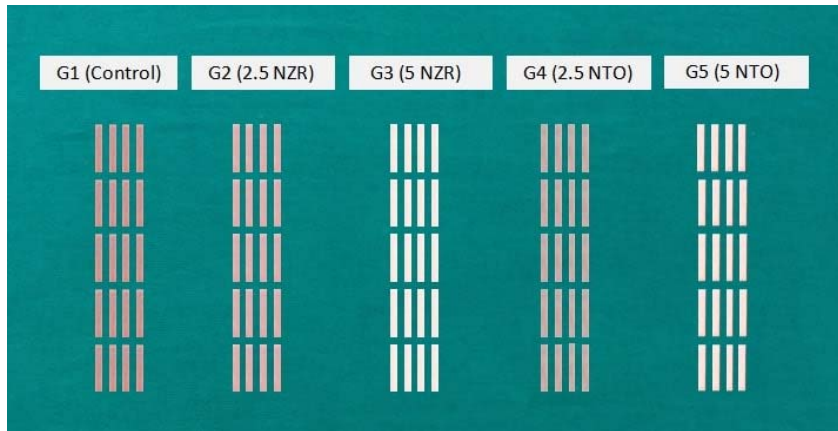 G1 (Control)
G2 (2.5 NZR)
G3 (5 NZR)
G4 (2.5 NTO)
G5 (5 NTO)